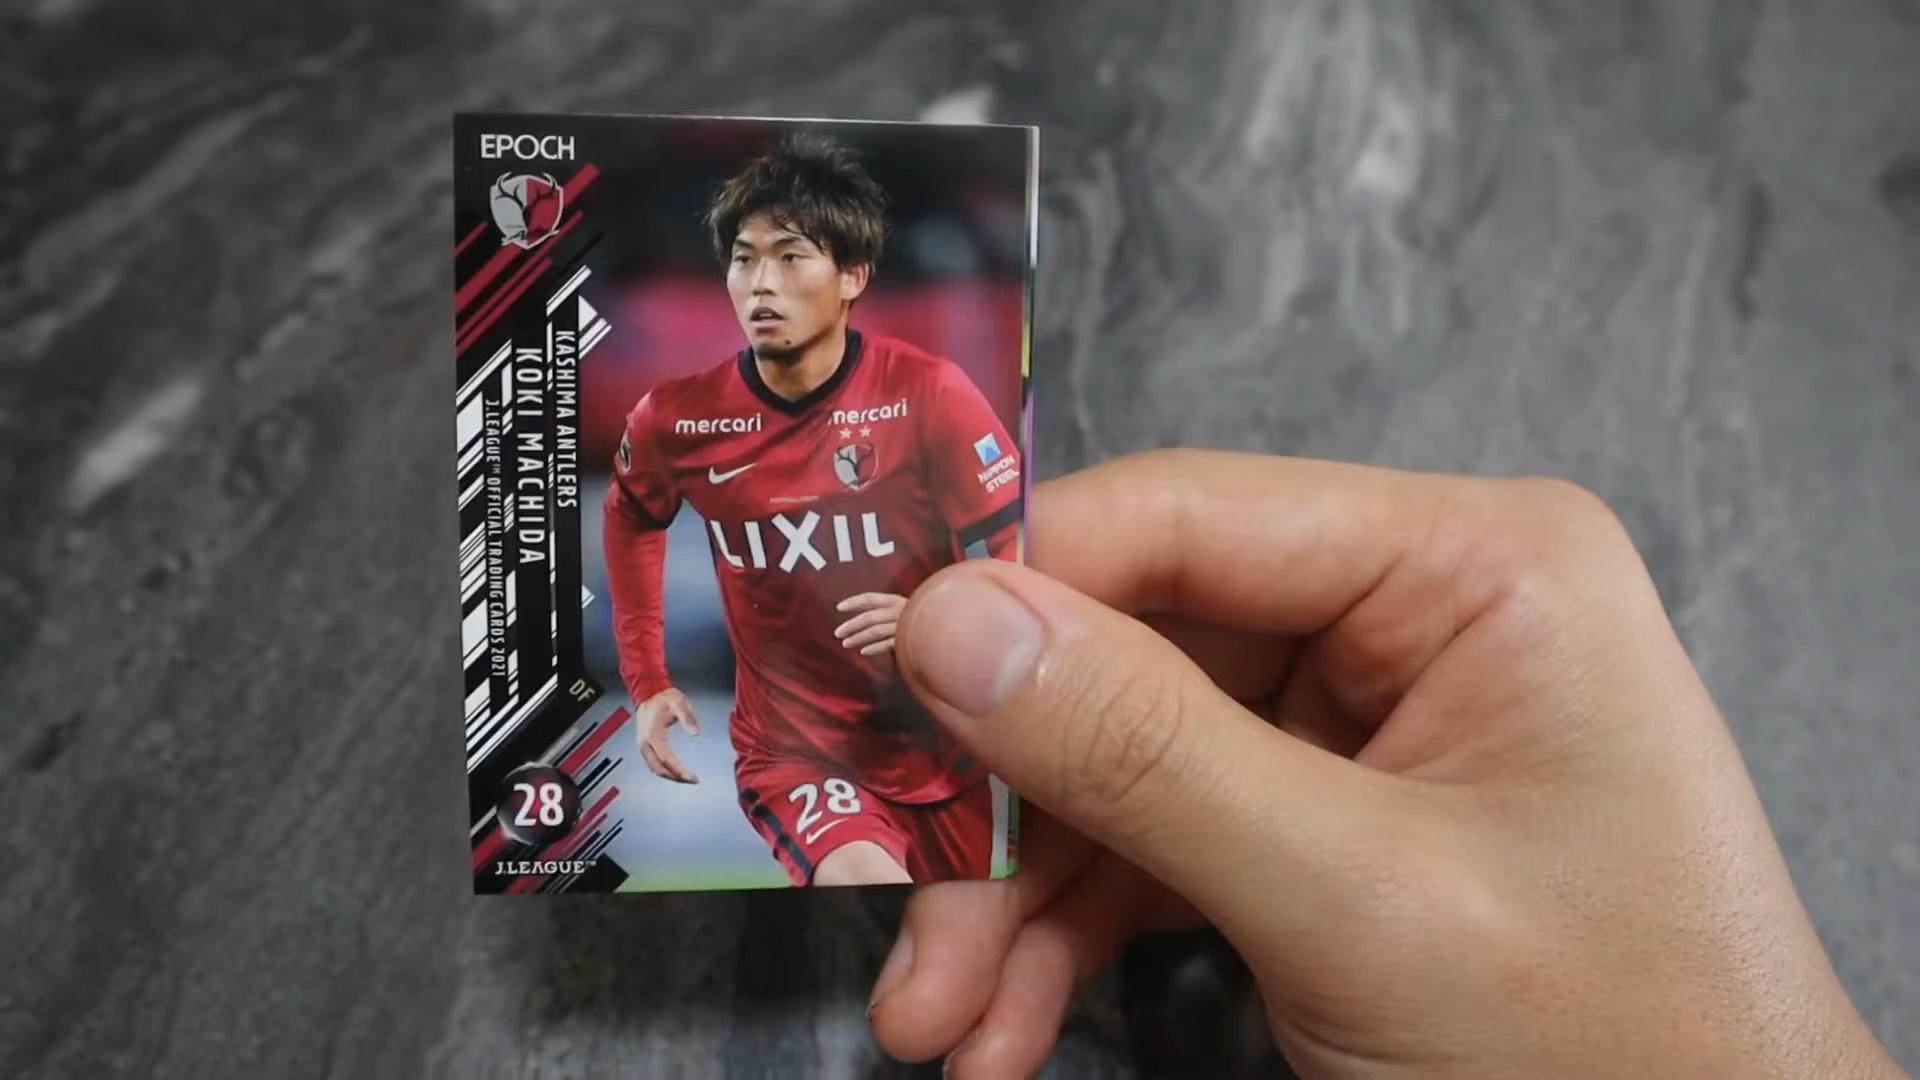 EPOCH
KASHIMA ANTLERS
KOKI MACHIDA
J.LEAGUE™ OFFICIAL TRADING CARDS 2021
DF
28
J.LEAGUE™
mercari
mercari
NIPPON
STEEL
LIXIL
28